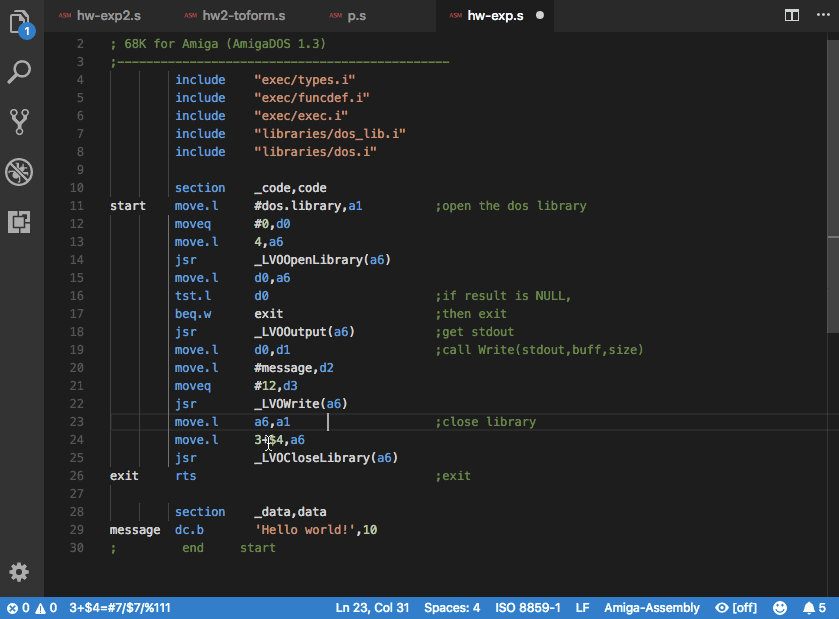 ASM hw-exp2.s ASM hw2-toform.s ASM p.s ASM hw-exp.s
1
2 ; 68K for Amiga (AmigaDOS 1.3)
3 ;---------------------------------------------
4 include "exec/types.i"
5 include "exec/funcdef.i"
6 include "exec/exec.i"
7 include "libraries/dos_lib.i"
8 include "libraries/dos.i"
9
10 section _code,code
11 start move.l #dos.library,a1 ;open the dos library
12 moveq #0,d0
13 move.l 4,a6
14 jsr _LVOOpenLibrary(a6)
15 move.l d0,a6
16 tst.l d0 ;if result is NULL,
17 beq.w exit ;then exit
18 jsr _LVOOutput(a6) ;get stdout
19 move.l d0,d1 ;call Write(stdout,buff,size)
20 move.l #message,d2
21 moveq #12,d3
22 jsr _LVOWrite(a6)
23 move.l a6,a1 ;close library
24 move.l 3+$4,a6
25 jsr _LVOCloseLibrary(a6)
26 exit rts ;exit
27
28 section _data,data
29 message dc.b 'Hello world!',10
30 ; end start
0 0 3+$4=#7/$7/%111 Ln 23, Col 31 Spaces: 4 ISO 8859-1 LF Amiga-Assembly [off] 5